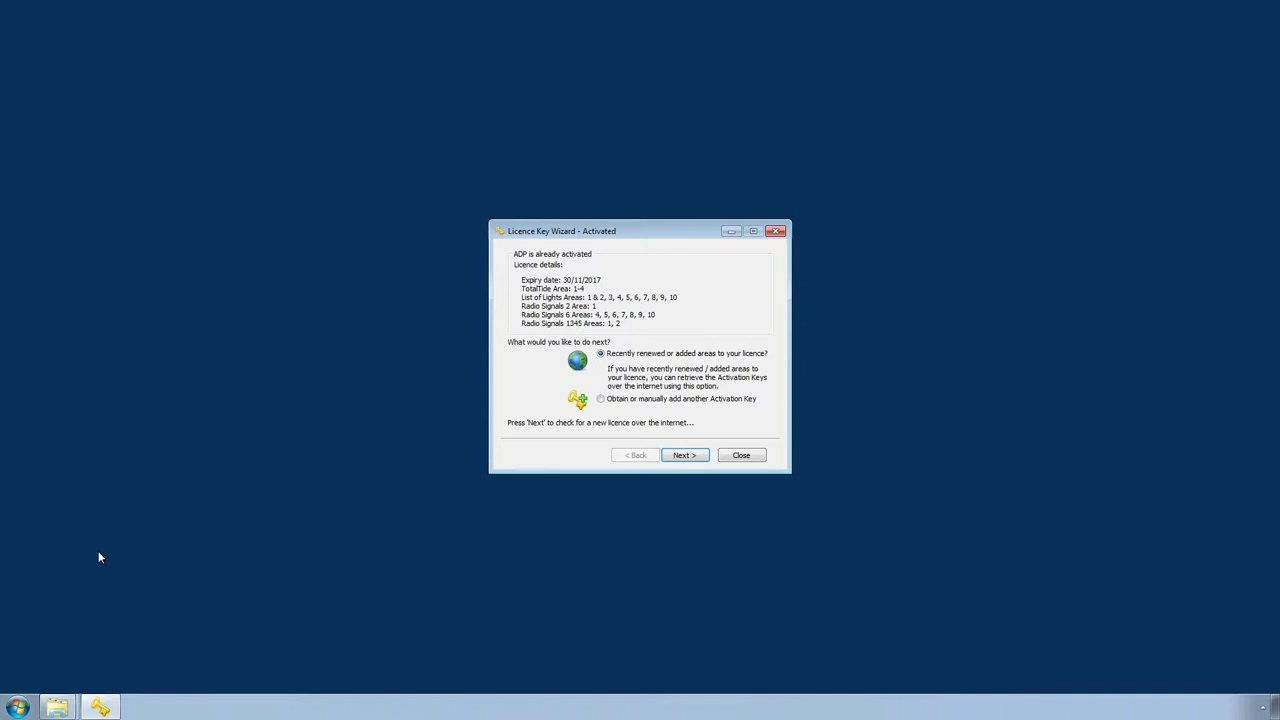 Licence Key Wizard - Activated
ADP is already activated
Licence details:
Expiry date: 30/11/2017
TotalTide Area: 1-4
List of Lights Areas: 1 & 2, 3, 4, 5, 6, 7, 8, 9, 10
Radio Signals 2 Area: 1
Radio Signals 6 Areas: 4, 5, 6, 7, 8, 9, 10
Radio Signals 1345 Areas: 1, 2
What would you like to do next?
Recently renewed or added areas to your licence?
If you have recently renewed / added areas to
your licence, you can retrieve the Activation Keys
over the internet using this option.
Obtain or manually add another Activation Key
Press 'Next' to check for a new licence over the internet...
< Back Next > Close